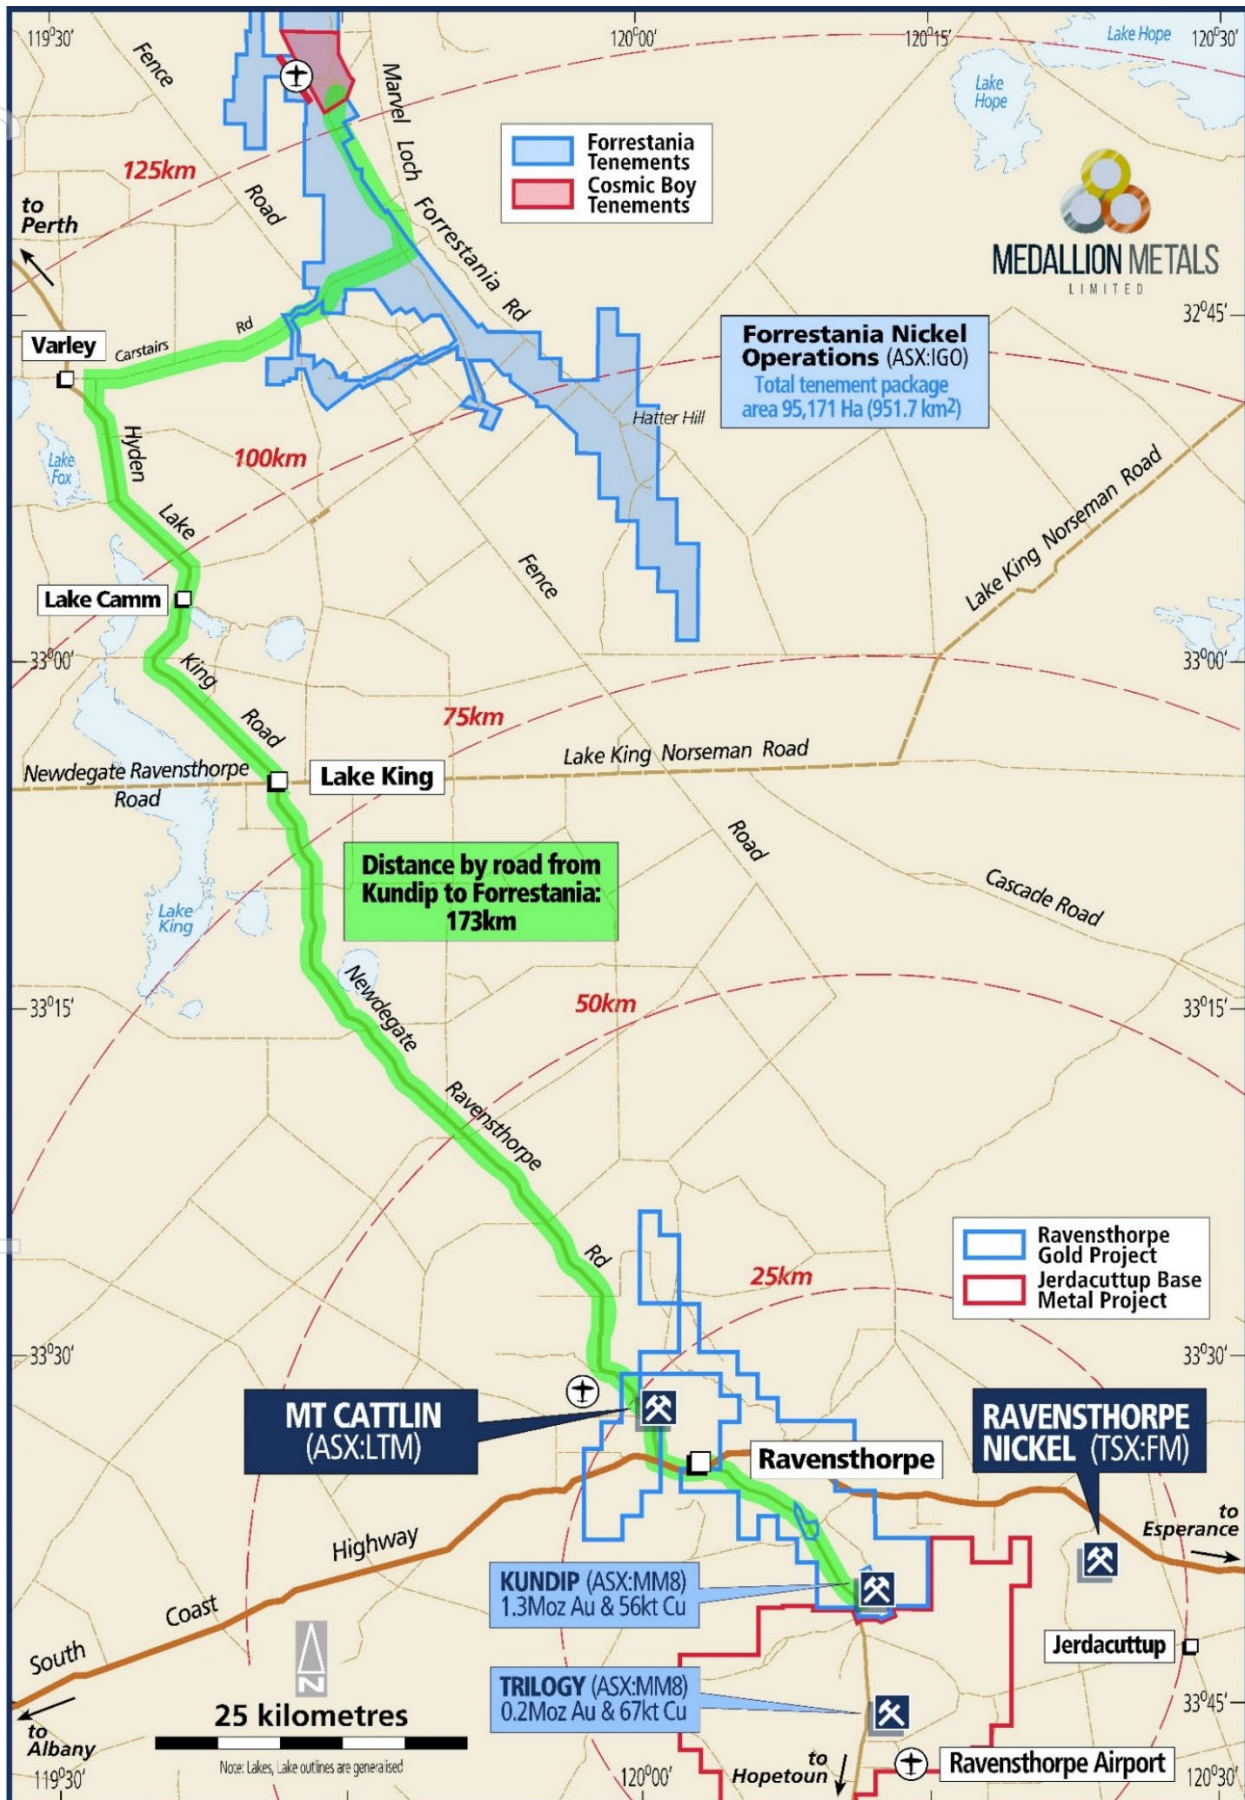 119°30'
120°00'
120°15'
120°30'
Fence
Road
Marvel Loch Forrestania Rd
Lake Hope
Lake
Hope
Forrestania
Tenements
Cosmic Boy
Tenements
125km
to
Perth
MEDALLION METALS
LIMITED
32°45'
Forrestania Nickel
Operations (ASX:IGO)
Total tenement package
area 95,171 Ha (951.7 km²)
Varley
Carstairs Rd
Hatter Hill
Hyden
Lake
Fox
100km
Lake
Lake King Norseman Road
Fence
Lake Camm
33°00'
33°00'
King
Road
75km
Newdegate Ravensthorpe
Road
Lake King
Lake King Norseman Road
Road
Distance by road from
Kundip to Forrestania:
173km
Cascade Road
Lake
King
Newdegate
33°15'
50km
33°15'
Ravensthorpe
Rd
25km
Ravensthorpe
Gold Project
Jerdacuttup Base
Metal Project
33°30'
33°30'
MT CATTLIN
(ASX:LTM)
RAVENSTHORPE
NICKEL (TSX:FM)
Ravensthorpe
to
Esperance
Highway
Coast
South
KUNDIP (ASX:MM8)
1.3Moz Au & 56kt Cu
Jerdacuttup
N
TRILOGY (ASX:MM8)
0.2Moz Au & 67kt Cu
33°45'
25 kilometres
Note: Lakes, Lake outlines are generalised
to
Albany
to
Hopetoun
Ravensthorpe Airport
119°30'
120°00'
120°30'